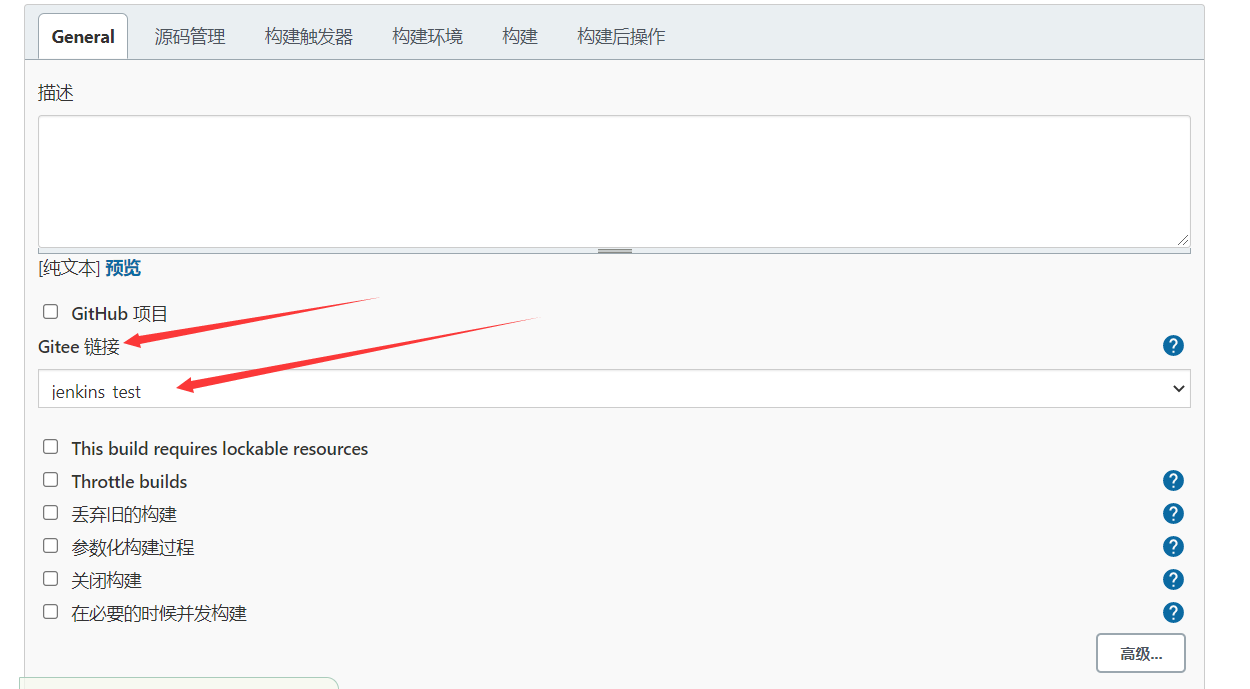 General 源码管理 构建触发器 构建环境 构建 构建后操作
描述
[纯文本] 预览
GitHub 项目
Gitee 链接
jenkins_test
This build requires lockable resources
Throttle builds
丢弃旧的构建
参数化构建过程
关闭构建
在必要的时候并发构建
高级...